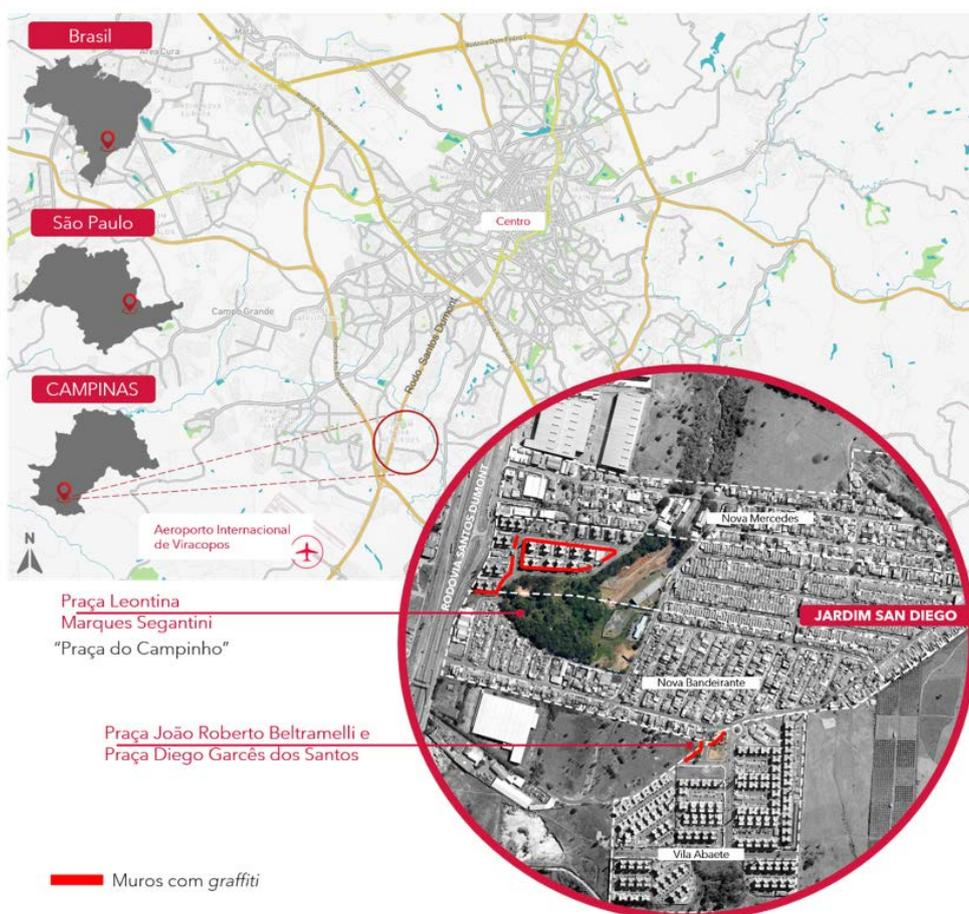 Brasil
São Paulo
CAMPINAS
N
Centro
Campo Grande
Rodo. Santos Dumont
Aeroporto Internacional
de Viracopos
RODOVIA SANTOS DUMONT
Nova Mercedes
JARDIM SAN DIEGO
Nova Bandeirante
Vila Abaete
Praça Leontina
Marques Segantini
"Praça do Campinho"
Praça João Roberto Beltramelli e
Praça Diego Garcês dos Santos
Muros com graffiti